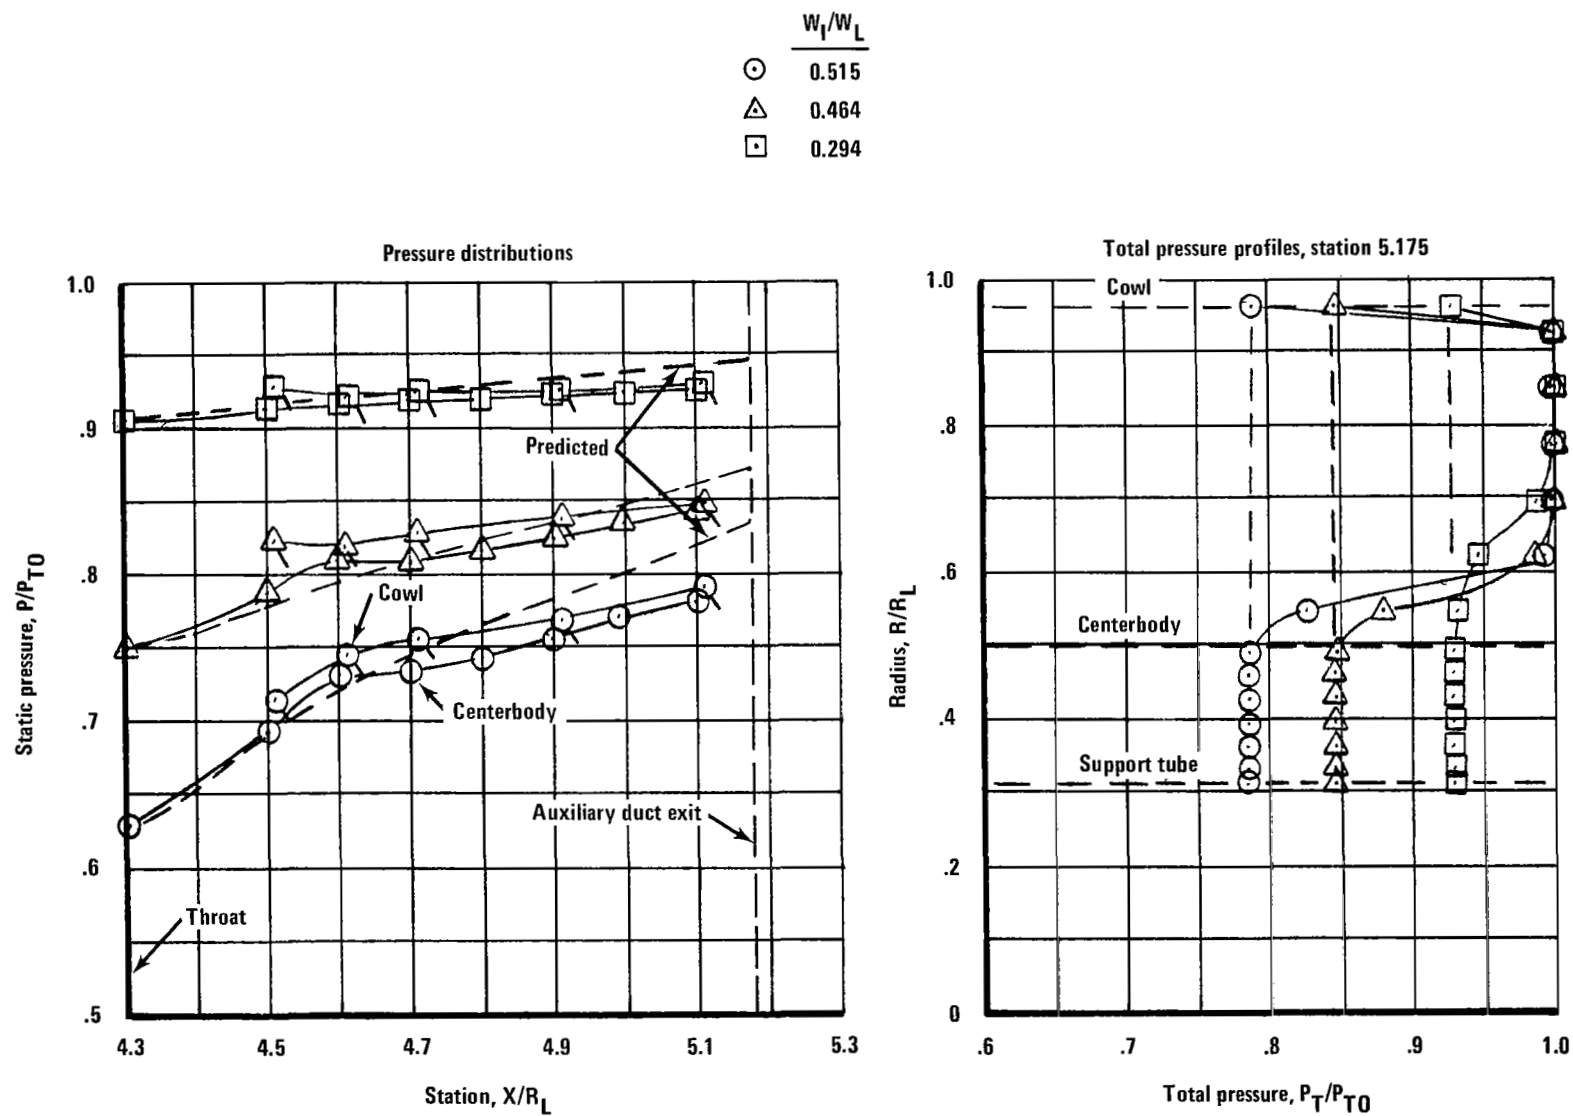 W_I/W_L
0.515
0.464
0.294
Pressure distributions
1.0
.9
.8
.7
.6
.5
Static pressure, P/P_TO
Predicted
Cowl
Centerbody
Auxiliary duct exit
Throat
4.3 4.5 4.7 4.9 5.1 5.3
Station, X/R_L
Total pressure profiles, station 5.175
1.0
.8
.6
.4
.2
0
Radius, R/R_L
Cowl
Centerbody
Support tube
.6 .7 .8 .9 1.0
Total pressure, P_T/P_TO